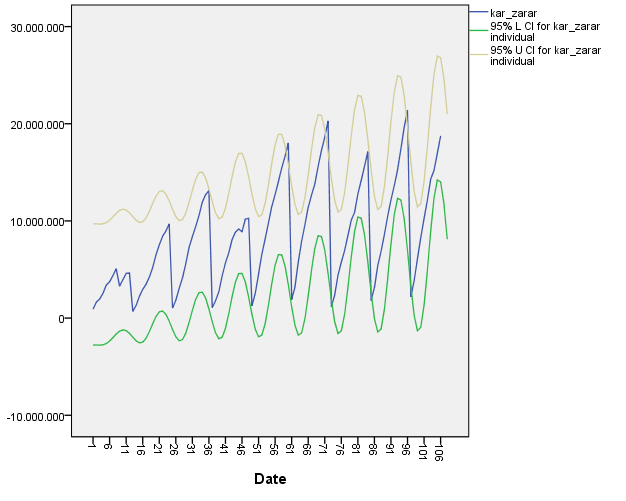 30.000.000
20.000.000
10.000.000
0
-10.000.000
1 6 11 16 21 26 31 36 41 46 51 56 61 66 71 76 81 86 91 96 101 106
Date
kar_zarar
95% L CI for kar_zarar
individual
95% U CI for kar_zarar
individual